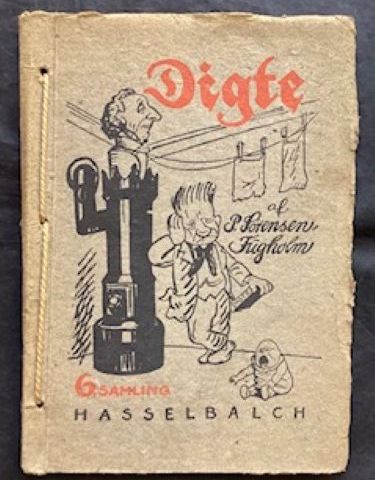 Digte
af
P. Sørensen-
Fugholm
6. SAMLING
HASSELBALCH